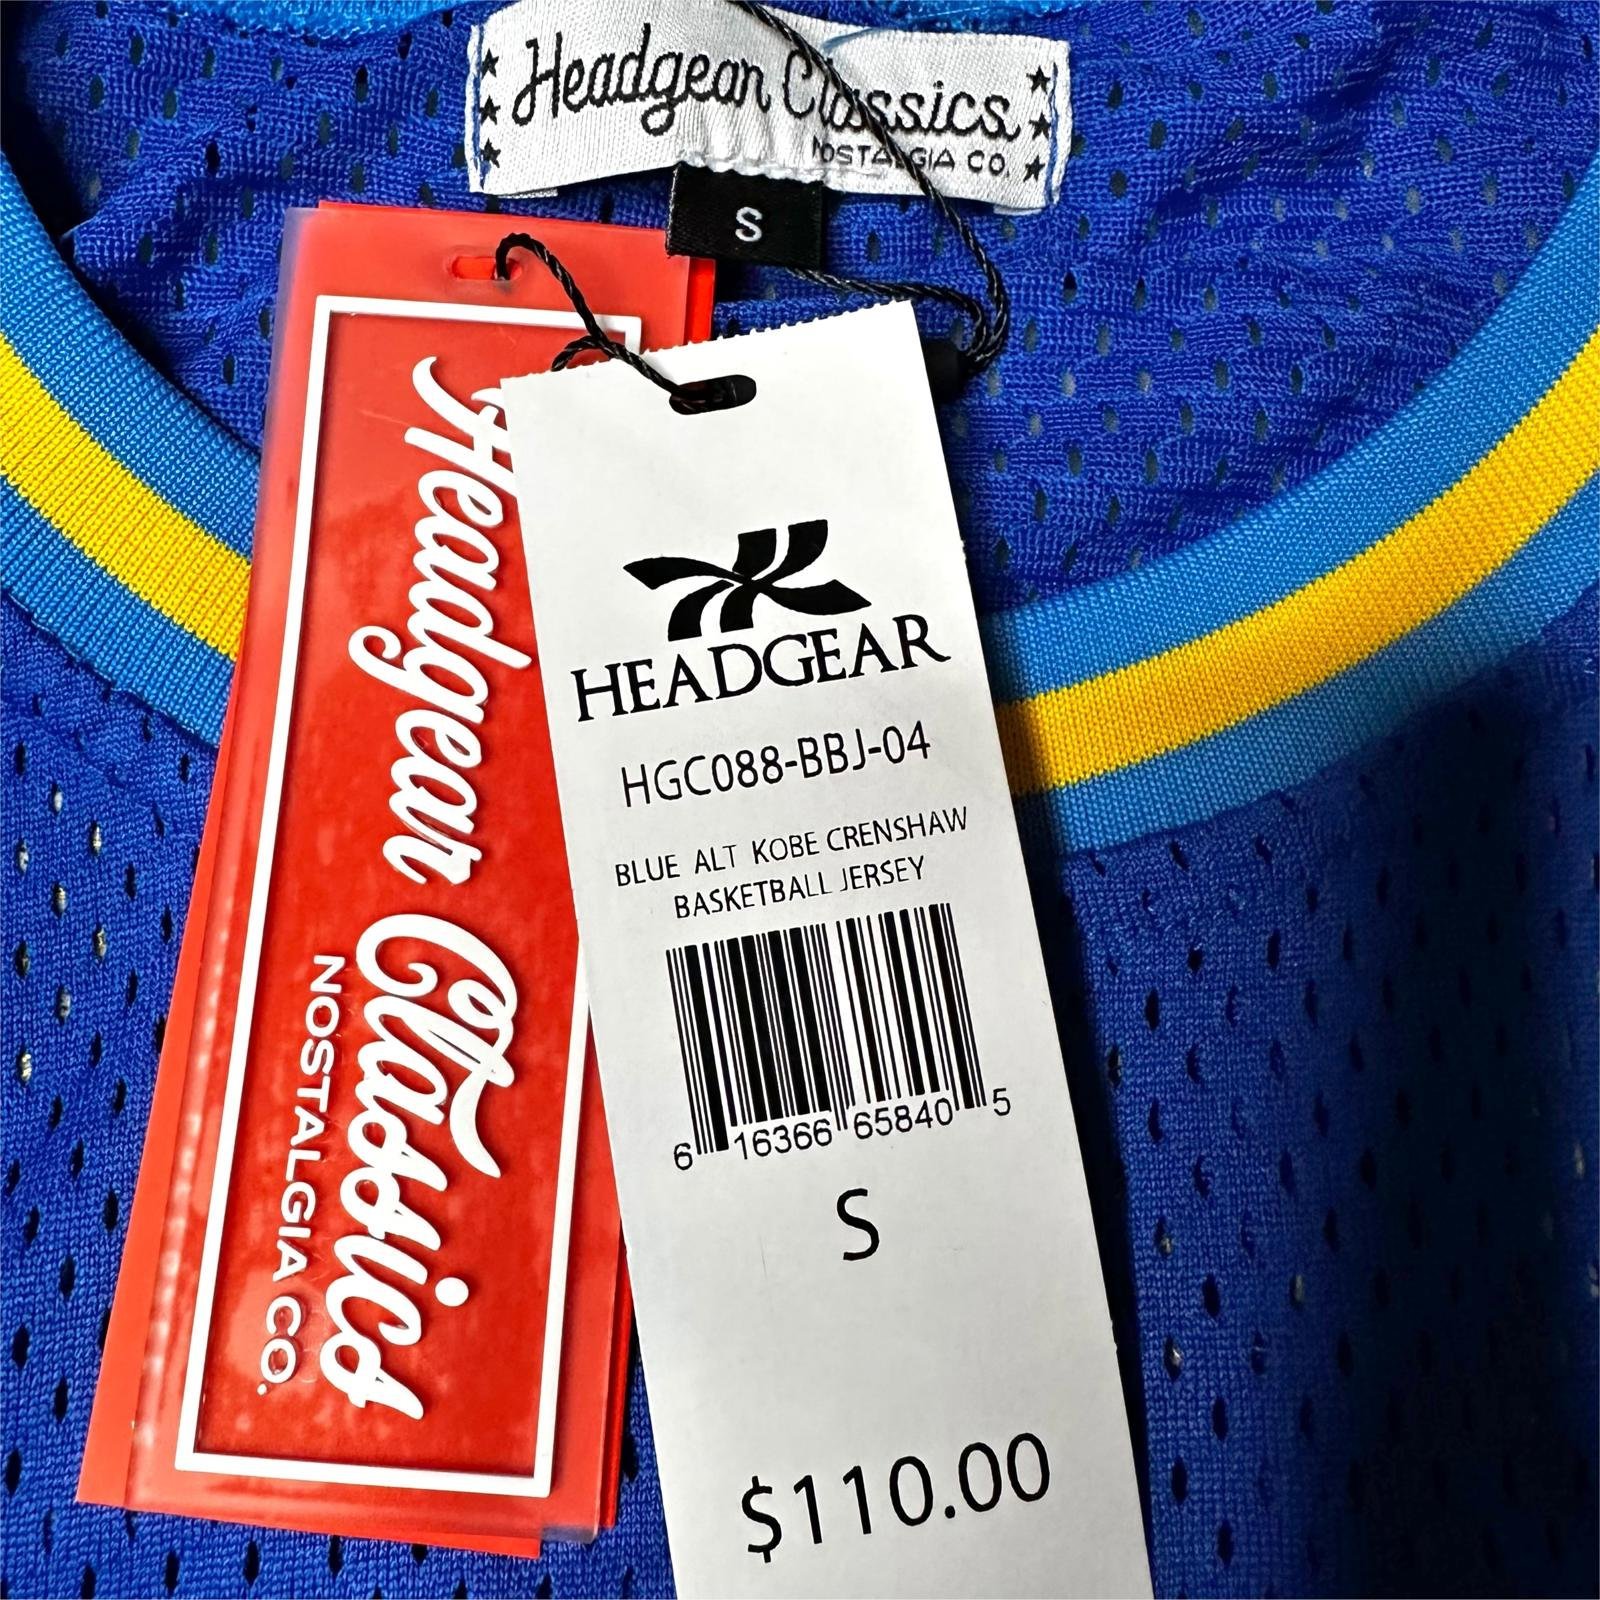 Headgear Classics
NOSTALGIA CO.
S
Headgear Classics
NOSTALGIA CO.
HEADGEAR
HGC088-BBJ-04
BLUE ALT KOBE CRENSHAW
BASKETBALL JERSEY
6 16366 65840 5
S
$110.00